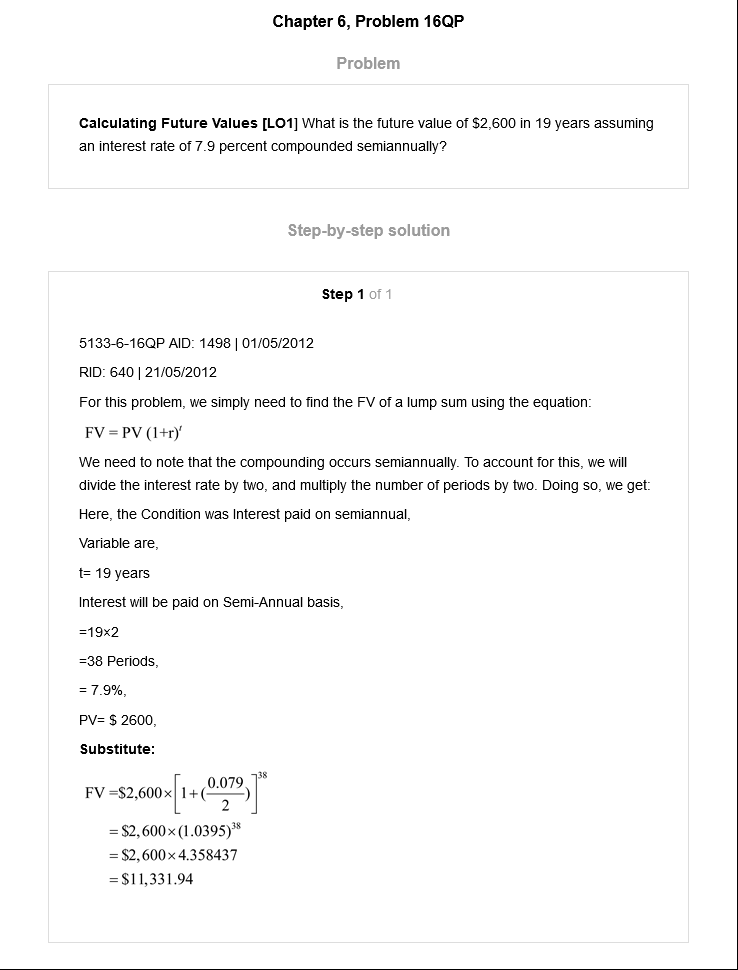 Chapter 6, Problem 16QP
Problem
Calculating Future Values [LO1] What is the future value of $2,600 in 19 years assuming
an interest rate of 7.9 percent compounded semiannually?
Step-by-step solution
Step 1 of 1
5133-6-16QP AID: 1498 | 01/05/2012
RID: 640 | 21/05/2012
For this problem, we simply need to find the FV of a lump sum using the equation:
FV = PV (1+r)^t
We need to note that the compounding occurs semiannually. To account for this, we will
divide the interest rate by two, and multiply the number of periods by two. Doing so, we get:
Here, the Condition was Interest paid on semiannual,
Variable are,
t= 19 years
Interest will be paid on Semi-Annual basis,
=19×2
=38 Periods,
= 7.9%,
PV= $ 2600,
Substitute:
FV =$2,600×[1+(0.079/2)]^38
= $2,600×(1.0395)^38
= $2,600×4.358437
= $11,331.94